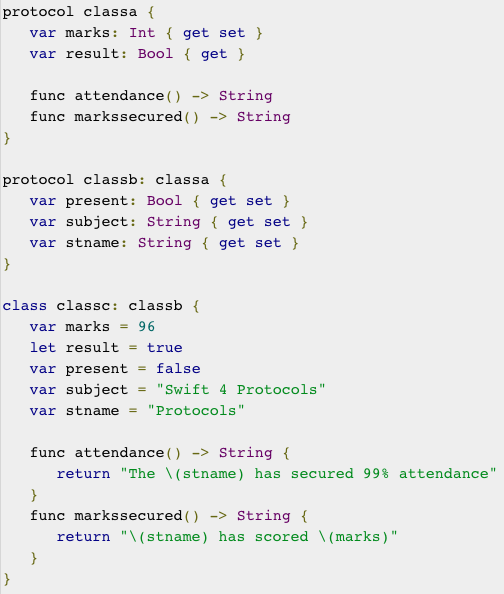 protocol classa {
   var marks: Int { get set }
   var result: Bool { get }

   func attendance() -> String
   func markssecured() -> String
}

protocol classb: classa {
   var present: Bool { get set }
   var subject: String { get set }
   var stname: String { get set }
}

class classc: classb {
   var marks = 96
   let result = true
   var present = false
   var subject = "Swift 4 Protocols"
   var stname = "Protocols"

   func attendance() -> String {
      return "The \(stname) has secured 99% attendance"
   }
   func markssecured() -> String {
      return "\(stname) has scored \(marks)"
   }
}